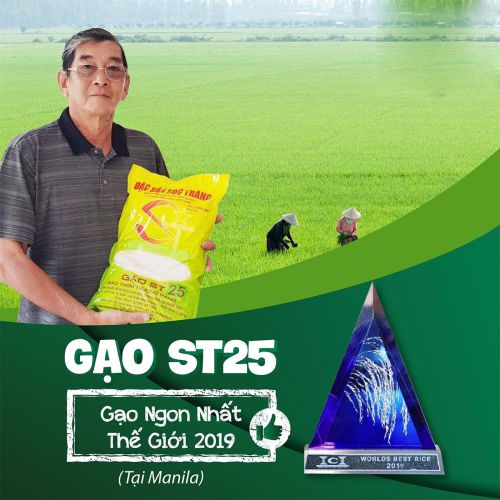 ĐẶC SẢN SÓC TRĂNG
GẠO ST 25
GẠO ST25
Gạo Ngon Nhất
Thế Giới 2019
(Tại Manila)
WORLDS BEST RICE
2019